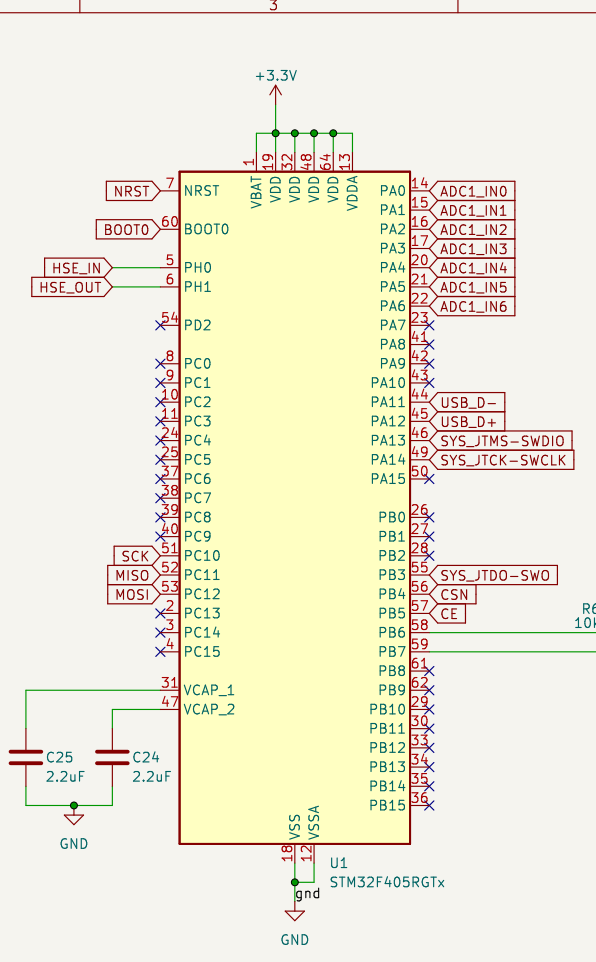 3
+3.3V
1 19 32 48 64 13
VBAT VDD VDD VDD VDD VDDA
NRST 7 NRST PA0 14 ADC1_IN0
PA1 15 ADC1_IN1
BOOT0 60 BOOT0 PA2 16 ADC1_IN2
PA3 17 ADC1_IN3
HSE_IN 5 PH0 PA4 20 ADC1_IN4
HSE_OUT 6 PH1 PA5 21 ADC1_IN5
PA6 22 ADC1_IN6
54 PD2 PA7 23
PA8 41
8 PC0 PA9 42
9 PC1 PA10 43
10 PC2 PA11 44 USB_D-
11 PC3 PA12 45 USB_D+
24 PC4 PA13 46 SYS_JTMS-SWDIO
25 PC5 PA14 49 SYS_JTCK-SWCLK
37 PC6 PA15 50
38 PC7
39 PC8 PB0 26
40 PC9 PB1 27
SCK 51 PC10 PB2 28
MISO 52 PC11 PB3 55 SYS_JTDO-SWO
MOSI 53 PC12 PB4 56 CSN
2 PC13 PB5 57 CE
R6
10k
3 PC14 PB6 58
4 PC15 PB7 59
PB8 61
31 VCAP_1 PB9 62
47 VCAP_2 PB10 29
PB11 30
PB12 33
C25 C24 PB13 34
2.2uF 2.2uF PB14 35
PB15 36
GND
VSS VSSA
18 12
U1
STM32F405RGTx
gnd
GND